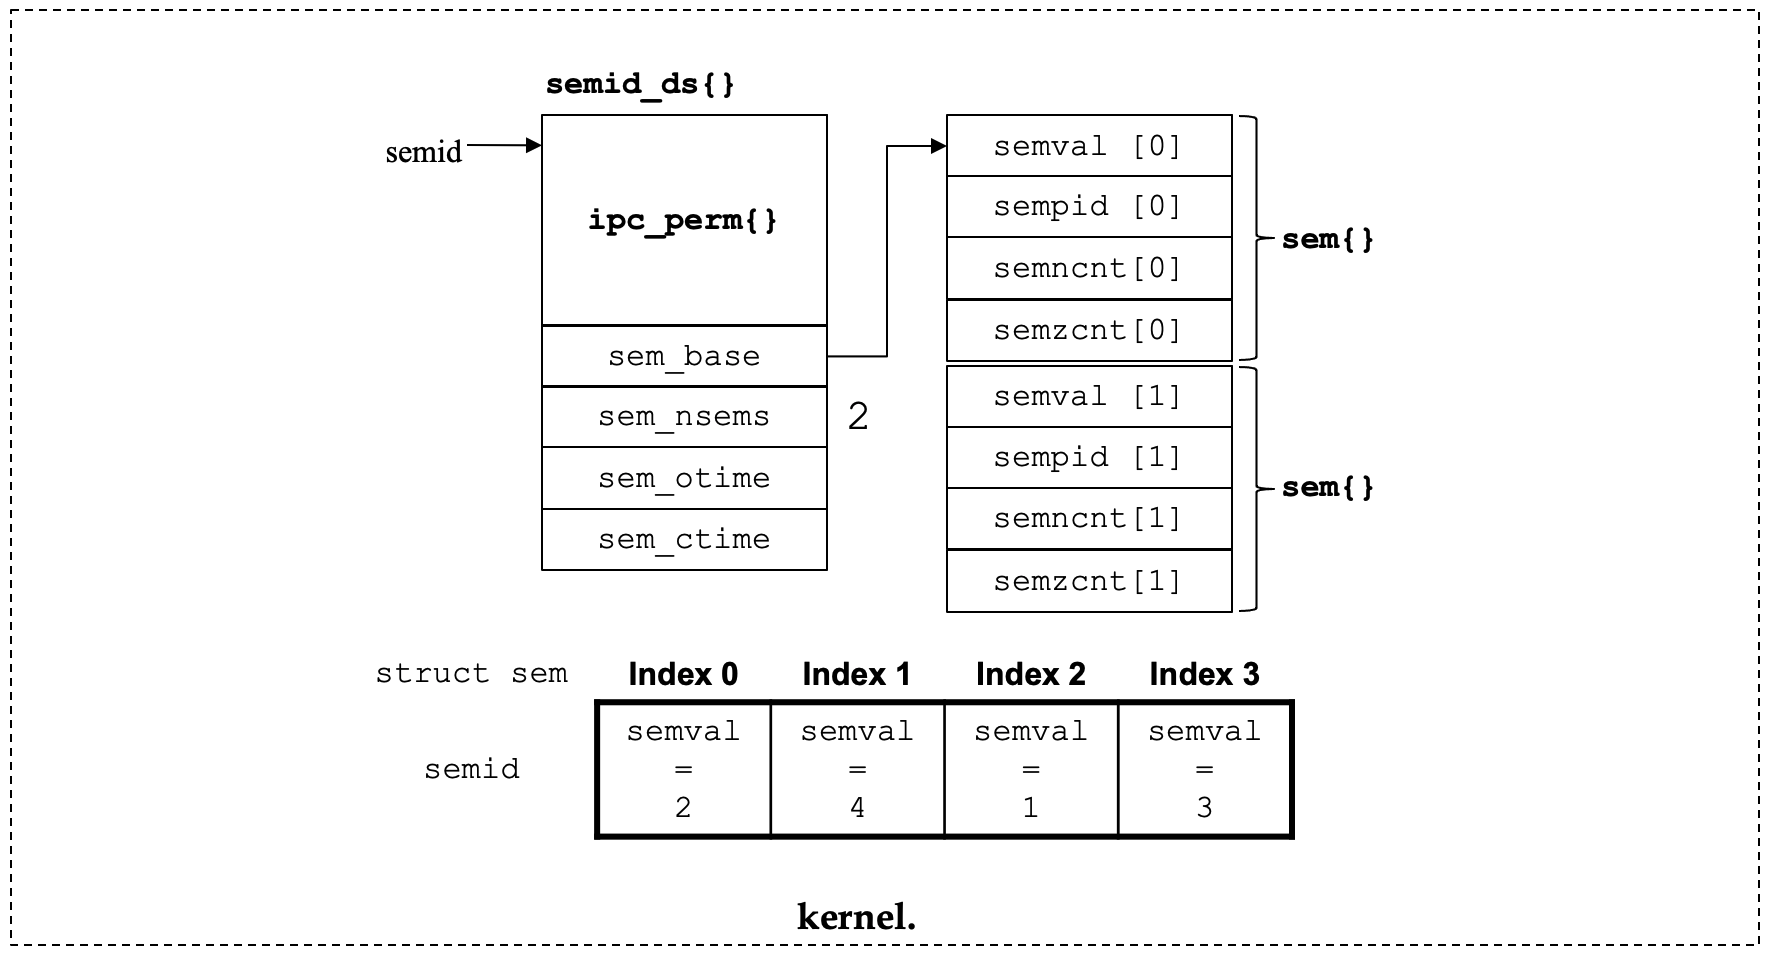 semid_ds{}
semid
ipc_perm{}
sem_base
sem_nsems
2
sem_otime
sem_ctime
semval [0]
sempid [0]
semncnt[0]
semzcnt[0]
sem{}
semval [1]
sempid [1]
semncnt[1]
semzcnt[1]
sem{}
struct sem
Index 0
Index 1
Index 2
Index 3
semid
semval
=
2
semval
=
4
semval
=
1
semval
=
3
kernel.